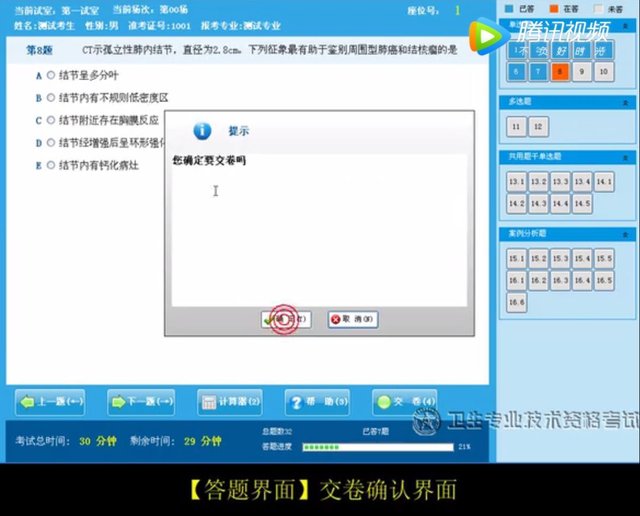 当前试室：第一试室 当前场次：第00场 座位号： 1
姓名:测试考生 性别:男 准考证号:1001 报考专业:测试专业
第8题 CT示孤立性肺内结节，直径为2.8cm。下列征象最有助于鉴别周围型肺癌和结核瘤的是
A 结节呈多分叶
B 结节内有不规则低密度区
C 结节附近存在胸膜反应
D 结节经增强后呈环形强化
E 结节内有钙化病灶
提示
您确定要交卷吗
取消(N)
上一题(←) 下一题(→) 计算器(2) 帮 助(3) 交 卷(4)
考试总时间： 30 分钟 剩余时间： 29 分钟
总题数32 已答7题
答题进度 21%
已答 在答 未答
腾讯视频
不负好时光
6 7 8 9 10
多选题
11 12
共用题干单选题
13.1 13.2 13.3 13.4 14.1
14.2 14.3 14.4 14.5
案例分析题
15.1 15.2 15.3 15.4 15.5
16.1 16.2 16.3 16.4 16.5
16.6
卫生专业技术资格考试
【答题界面】交卷确认界面